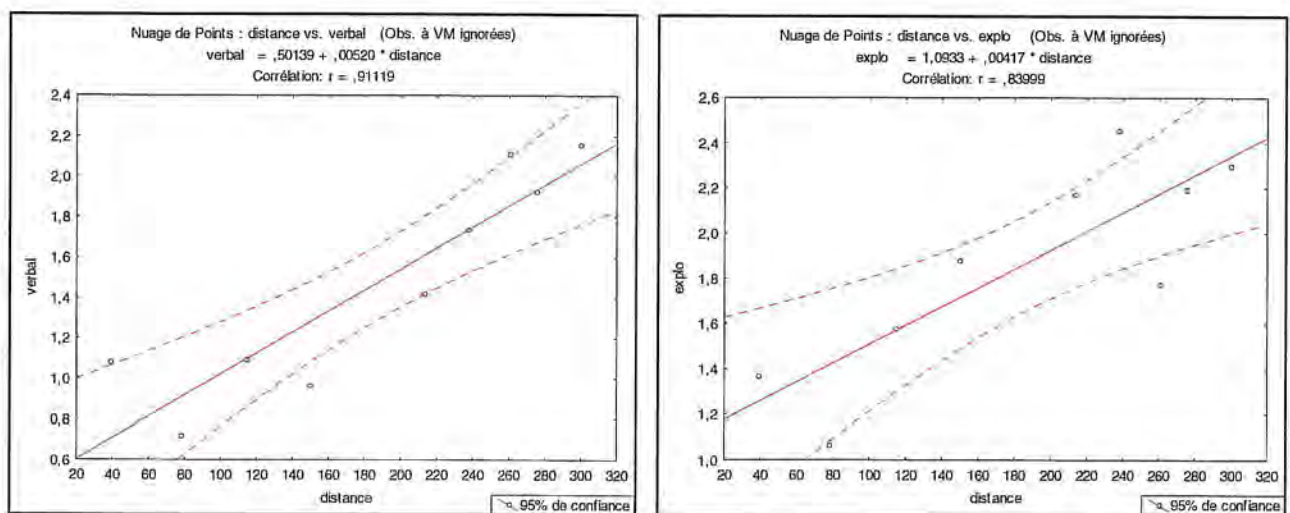 Nuage de Points : distance vs. verbal (Obs. à VM ignorées)
verbal = ,50139 + ,00520 * distance
Corrélation: r = ,91119
2,4
2,2
2,0
1,8
1,6
1,4
1,2
1,0
0,8
0,6
verbal
20 40 60 80 100 120 140 160 180 200 220 240 260 280 300 320
distance
95% de confiance
Nuage de Points : distance vs. explo (Obs. à VM ignorées)
explo = 1,0933 + ,00417 * distance
Corrélation: r = ,83999
2,6
2,4
2,2
2,0
1,8
1,6
1,4
1,2
1,0
explo
20 40 60 80 100 120 140 160 180 200 220 240 260 280 300 320
distance
95% de confiance